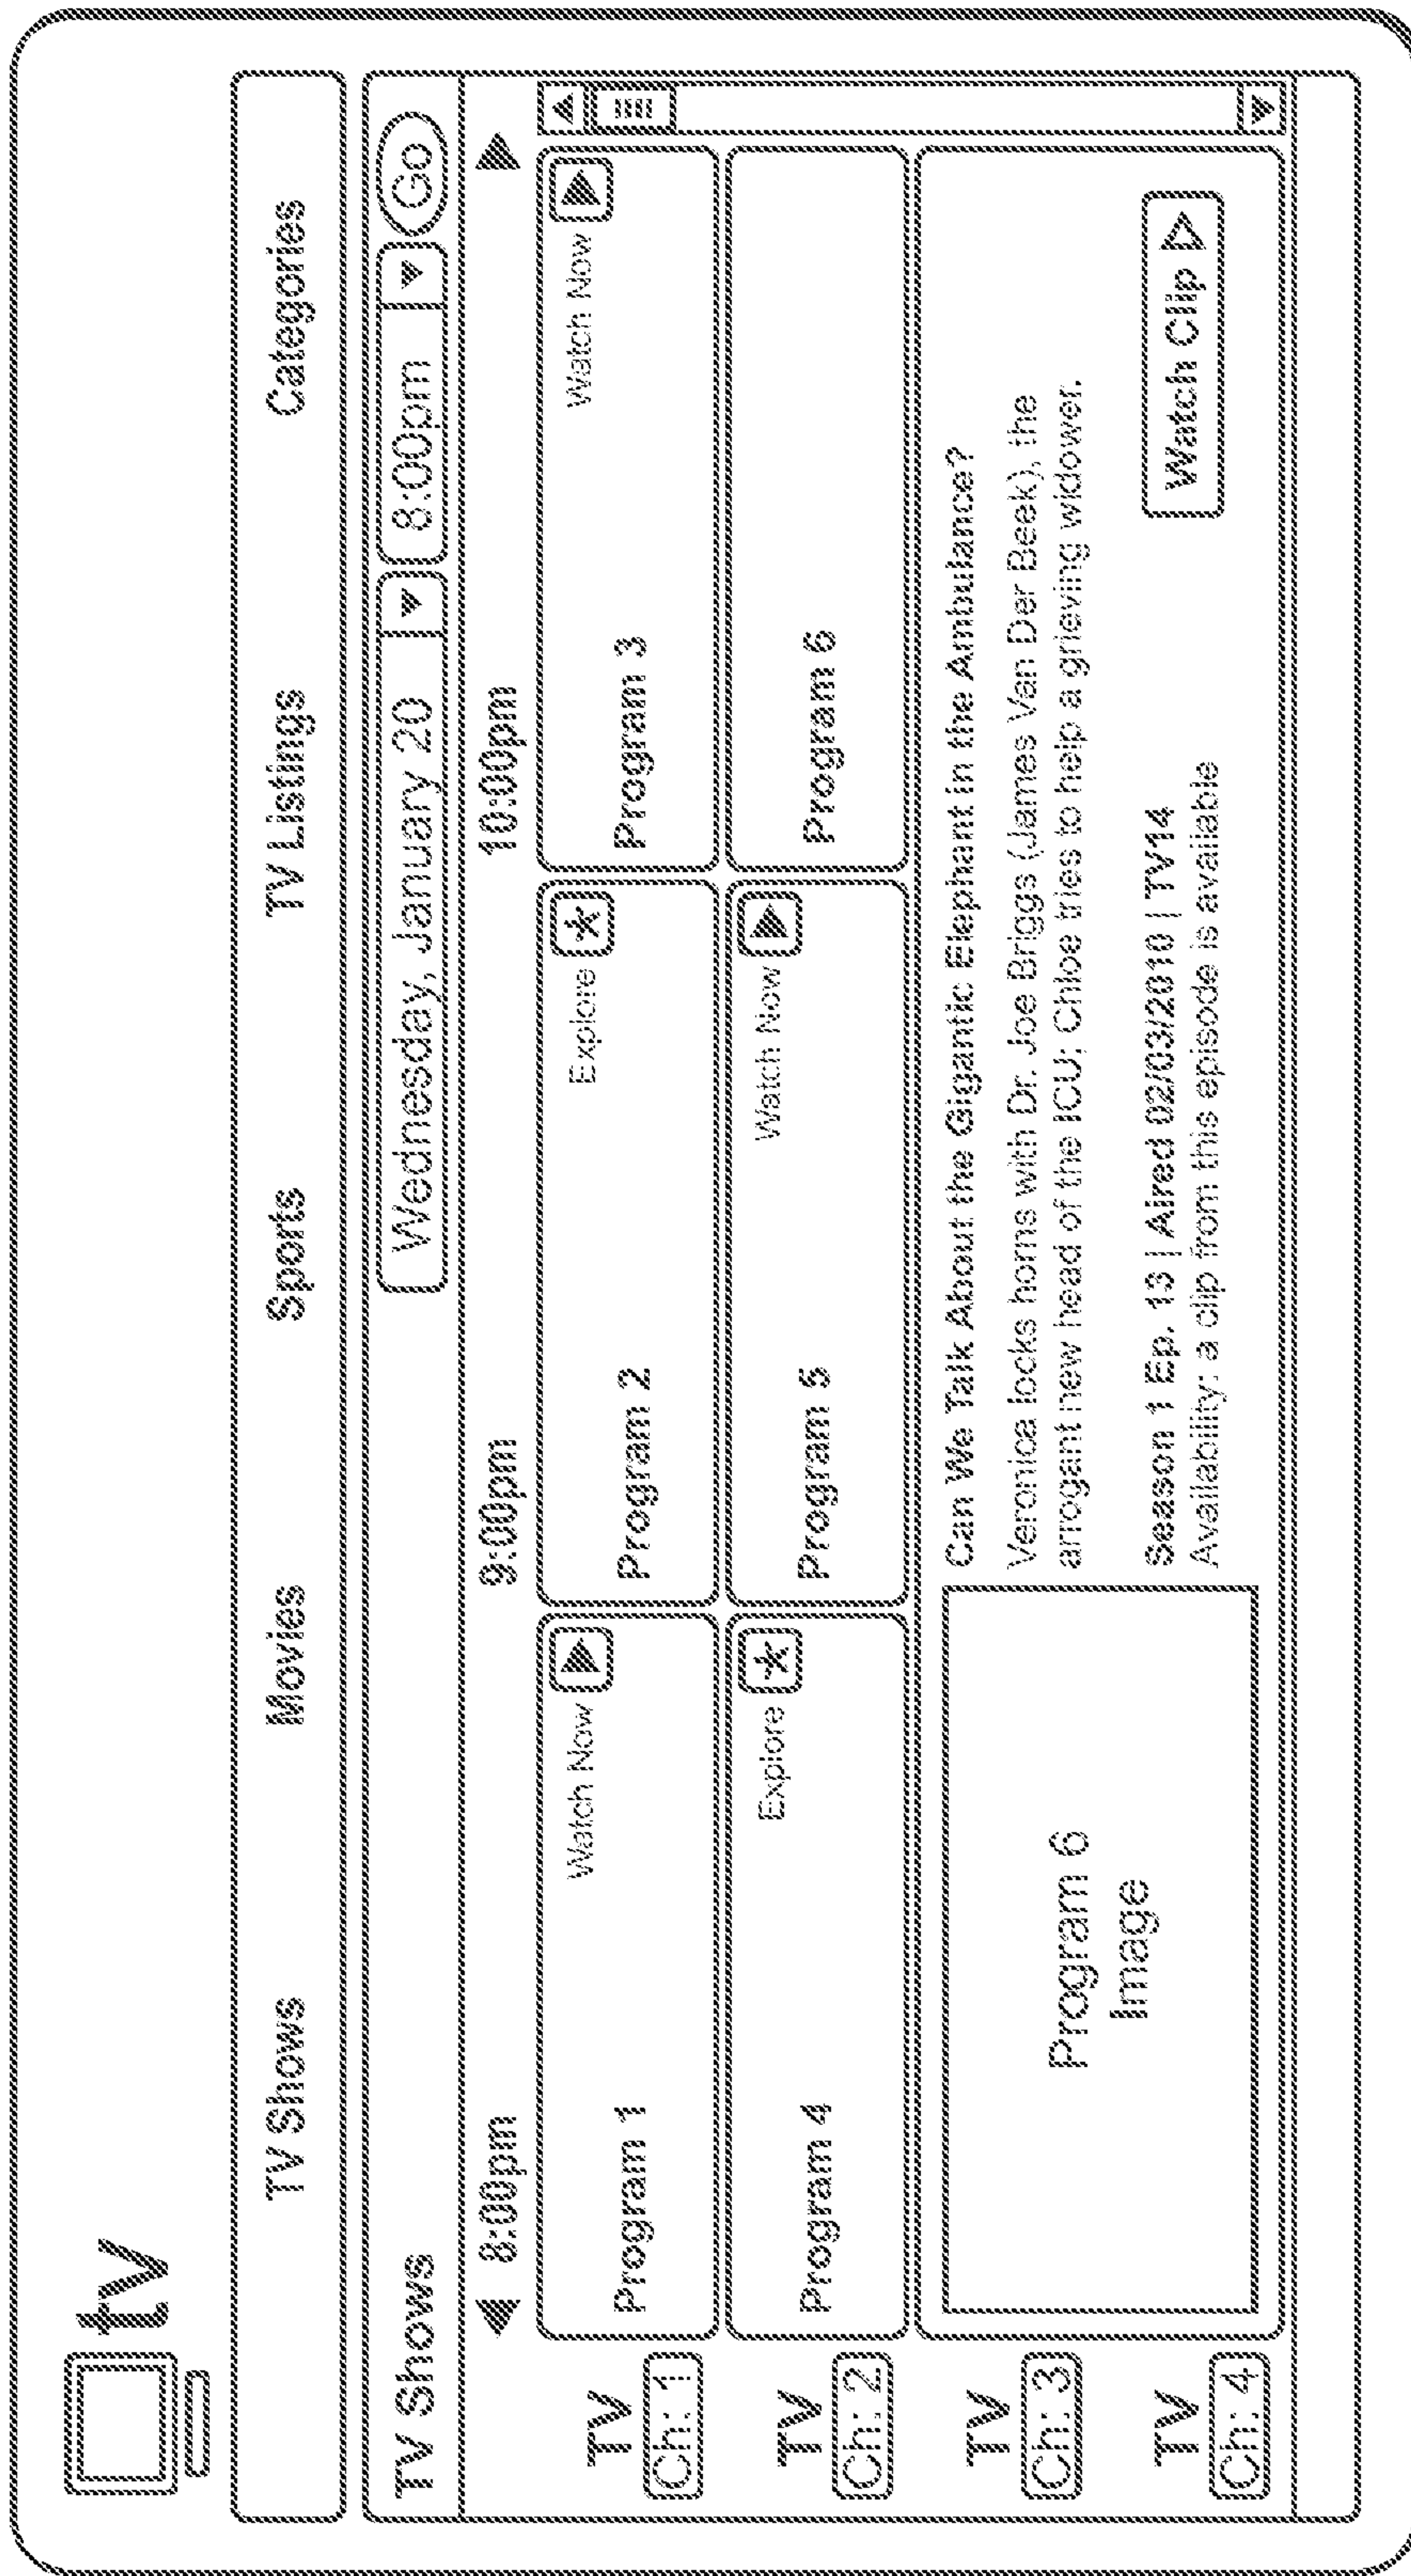 tv
TV Shows Movies Sports TV Listings Categories
TV Shows Wednesday, January 20 8:00pm Go
8:00pm 9:00pm 10:00pm
TV
Ch: 1
Watch Now
Program 1
Explore
Program 2
Watch Now
Program 3
TV
Ch: 2
Explore
Program 4
Watch Now
Program 5
Program 6
TV
Ch: 3
TV
Ch: 4
Program 6
Image
Can We Talk About the Gigantic Elephant in the Ambulance?
Veronica locks horns with Dr. Joe Briggs (James Van Der Beek), the
arrogant new head of the ICU; Chloe tries to help a grieving widower.
Season 1 Ep. 13 | Aired 02/03/2010 | TV14
Availability: a clip from this episode is available
Watch Clip